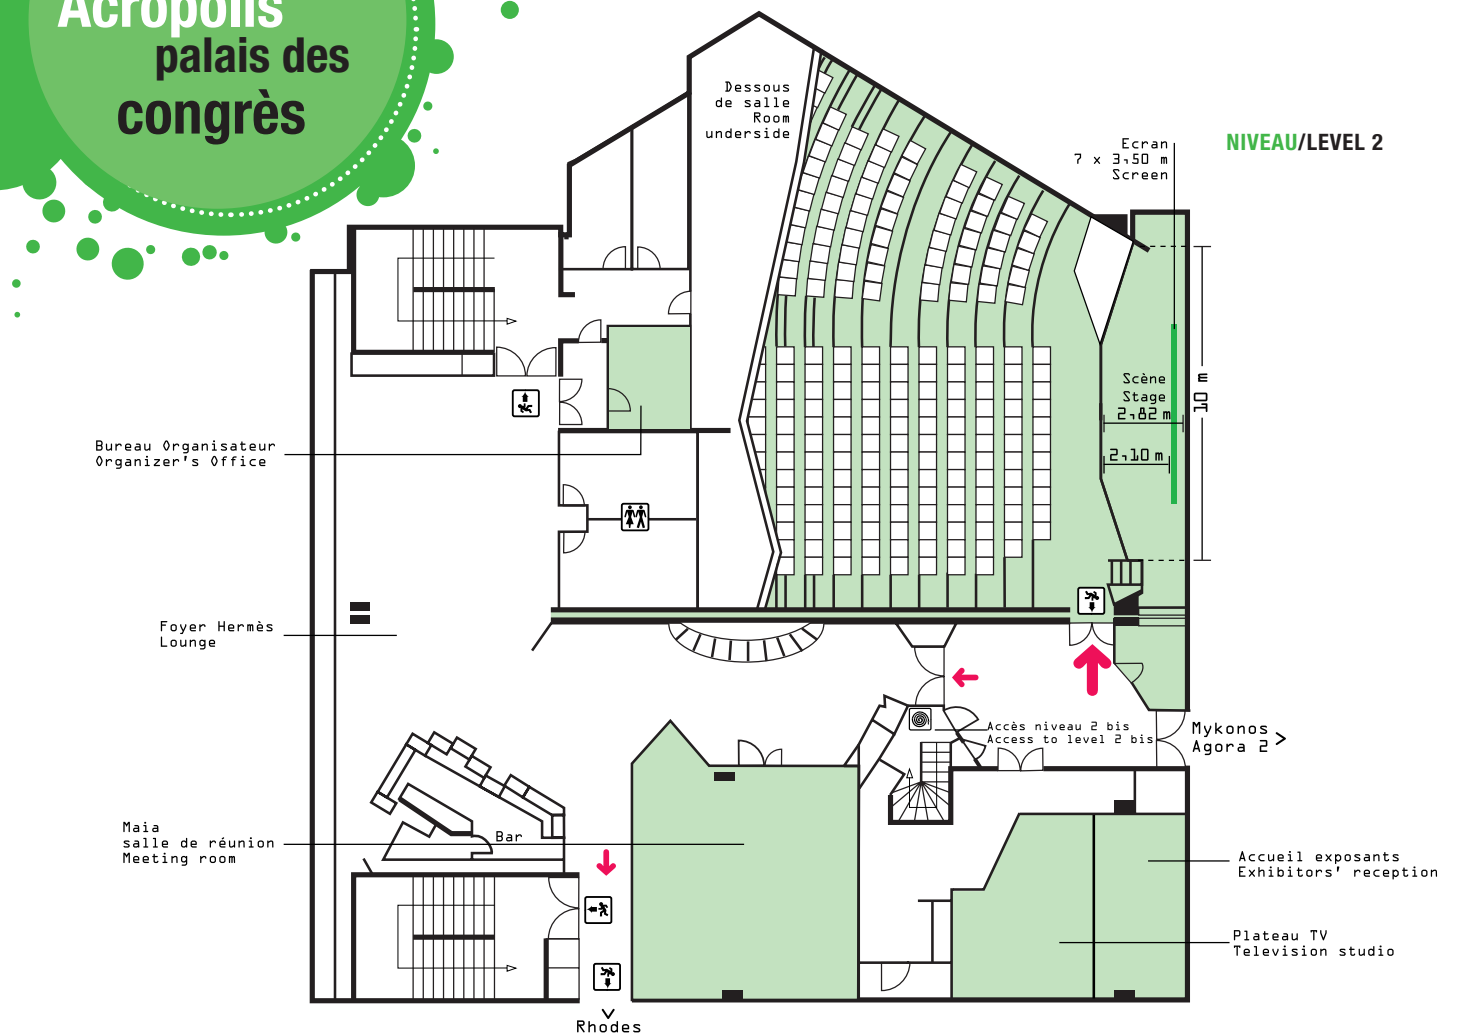 Acropolis
palais des
congrès
NIVEAU/LEVEL 2
Dessous
de salle
Room
underside
Ecran
7 x 3,50 m
Screen
Scène
Stage
2,82 m
2,10 m
10 m
Bureau Organisateur
Organizer's Office
Foyer Hermès
Lounge
Accès niveau 2 bis
Access to level 2 bis
Mykonos
Agora 2 >
Maia
salle de réunion
Meeting room
Bar
Accueil exposants
Exhibitors' reception
Plateau TV
Television studio
Rhodes